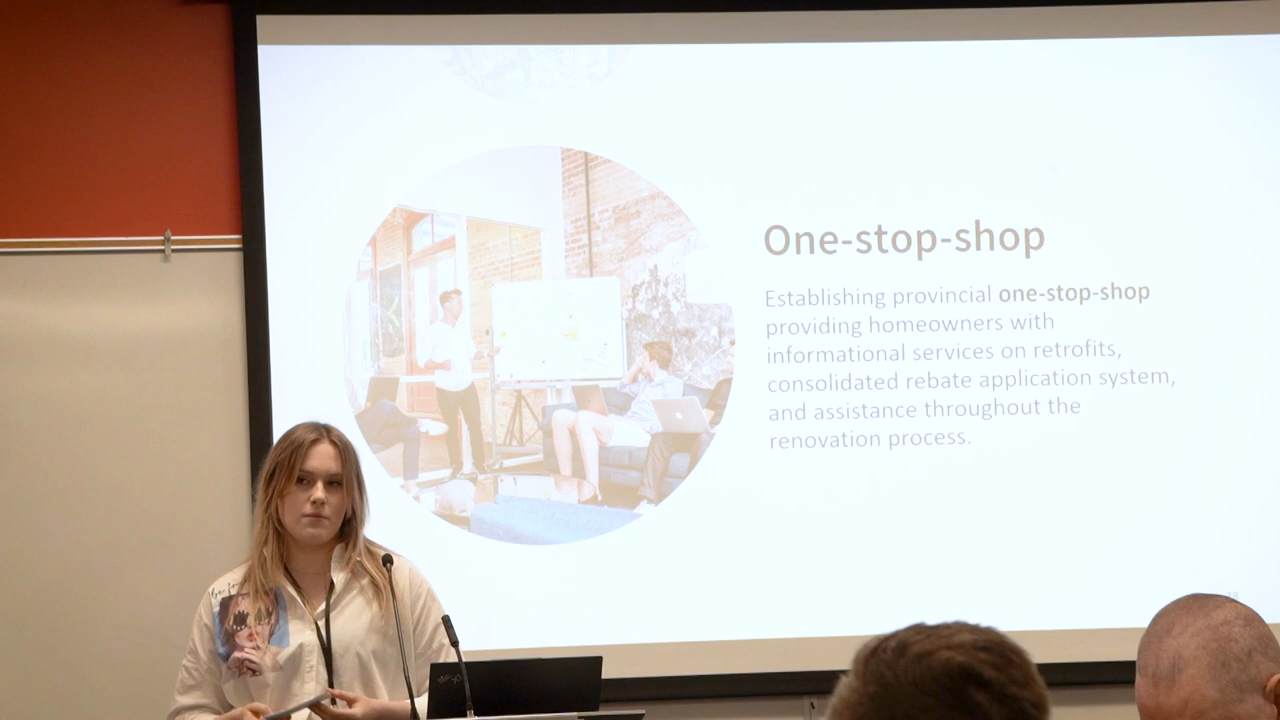 One-stop-shop
Establishing provincial one-stop-shop
providing homeowners with
informational services on retrofits,
consolidated rebate application system,
and assistance throughout the
renovation process.